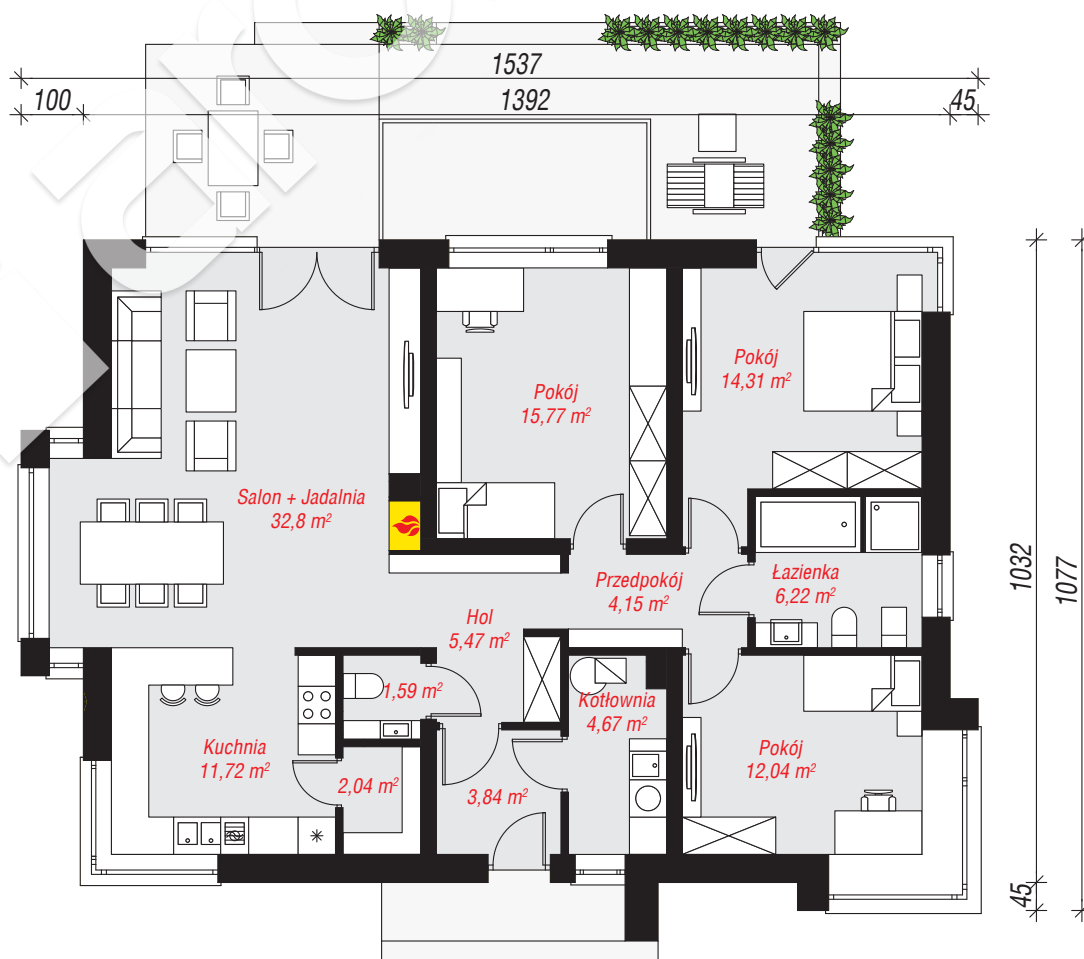 1537
100
1392
45
Pokój
14,31 m²
Pokój
15,77 m²
Salon + Jadalnia
32,8 m²
1032
1077
Przedpokój
4,15 m²
Łazienka
6,22 m²
Hol
5,47 m²
1,59 m²
Kotłownia
4,67 m²
Kuchnia
11,72 m²
Pokój
12,04 m²
2,04 m²
3,84 m²
45